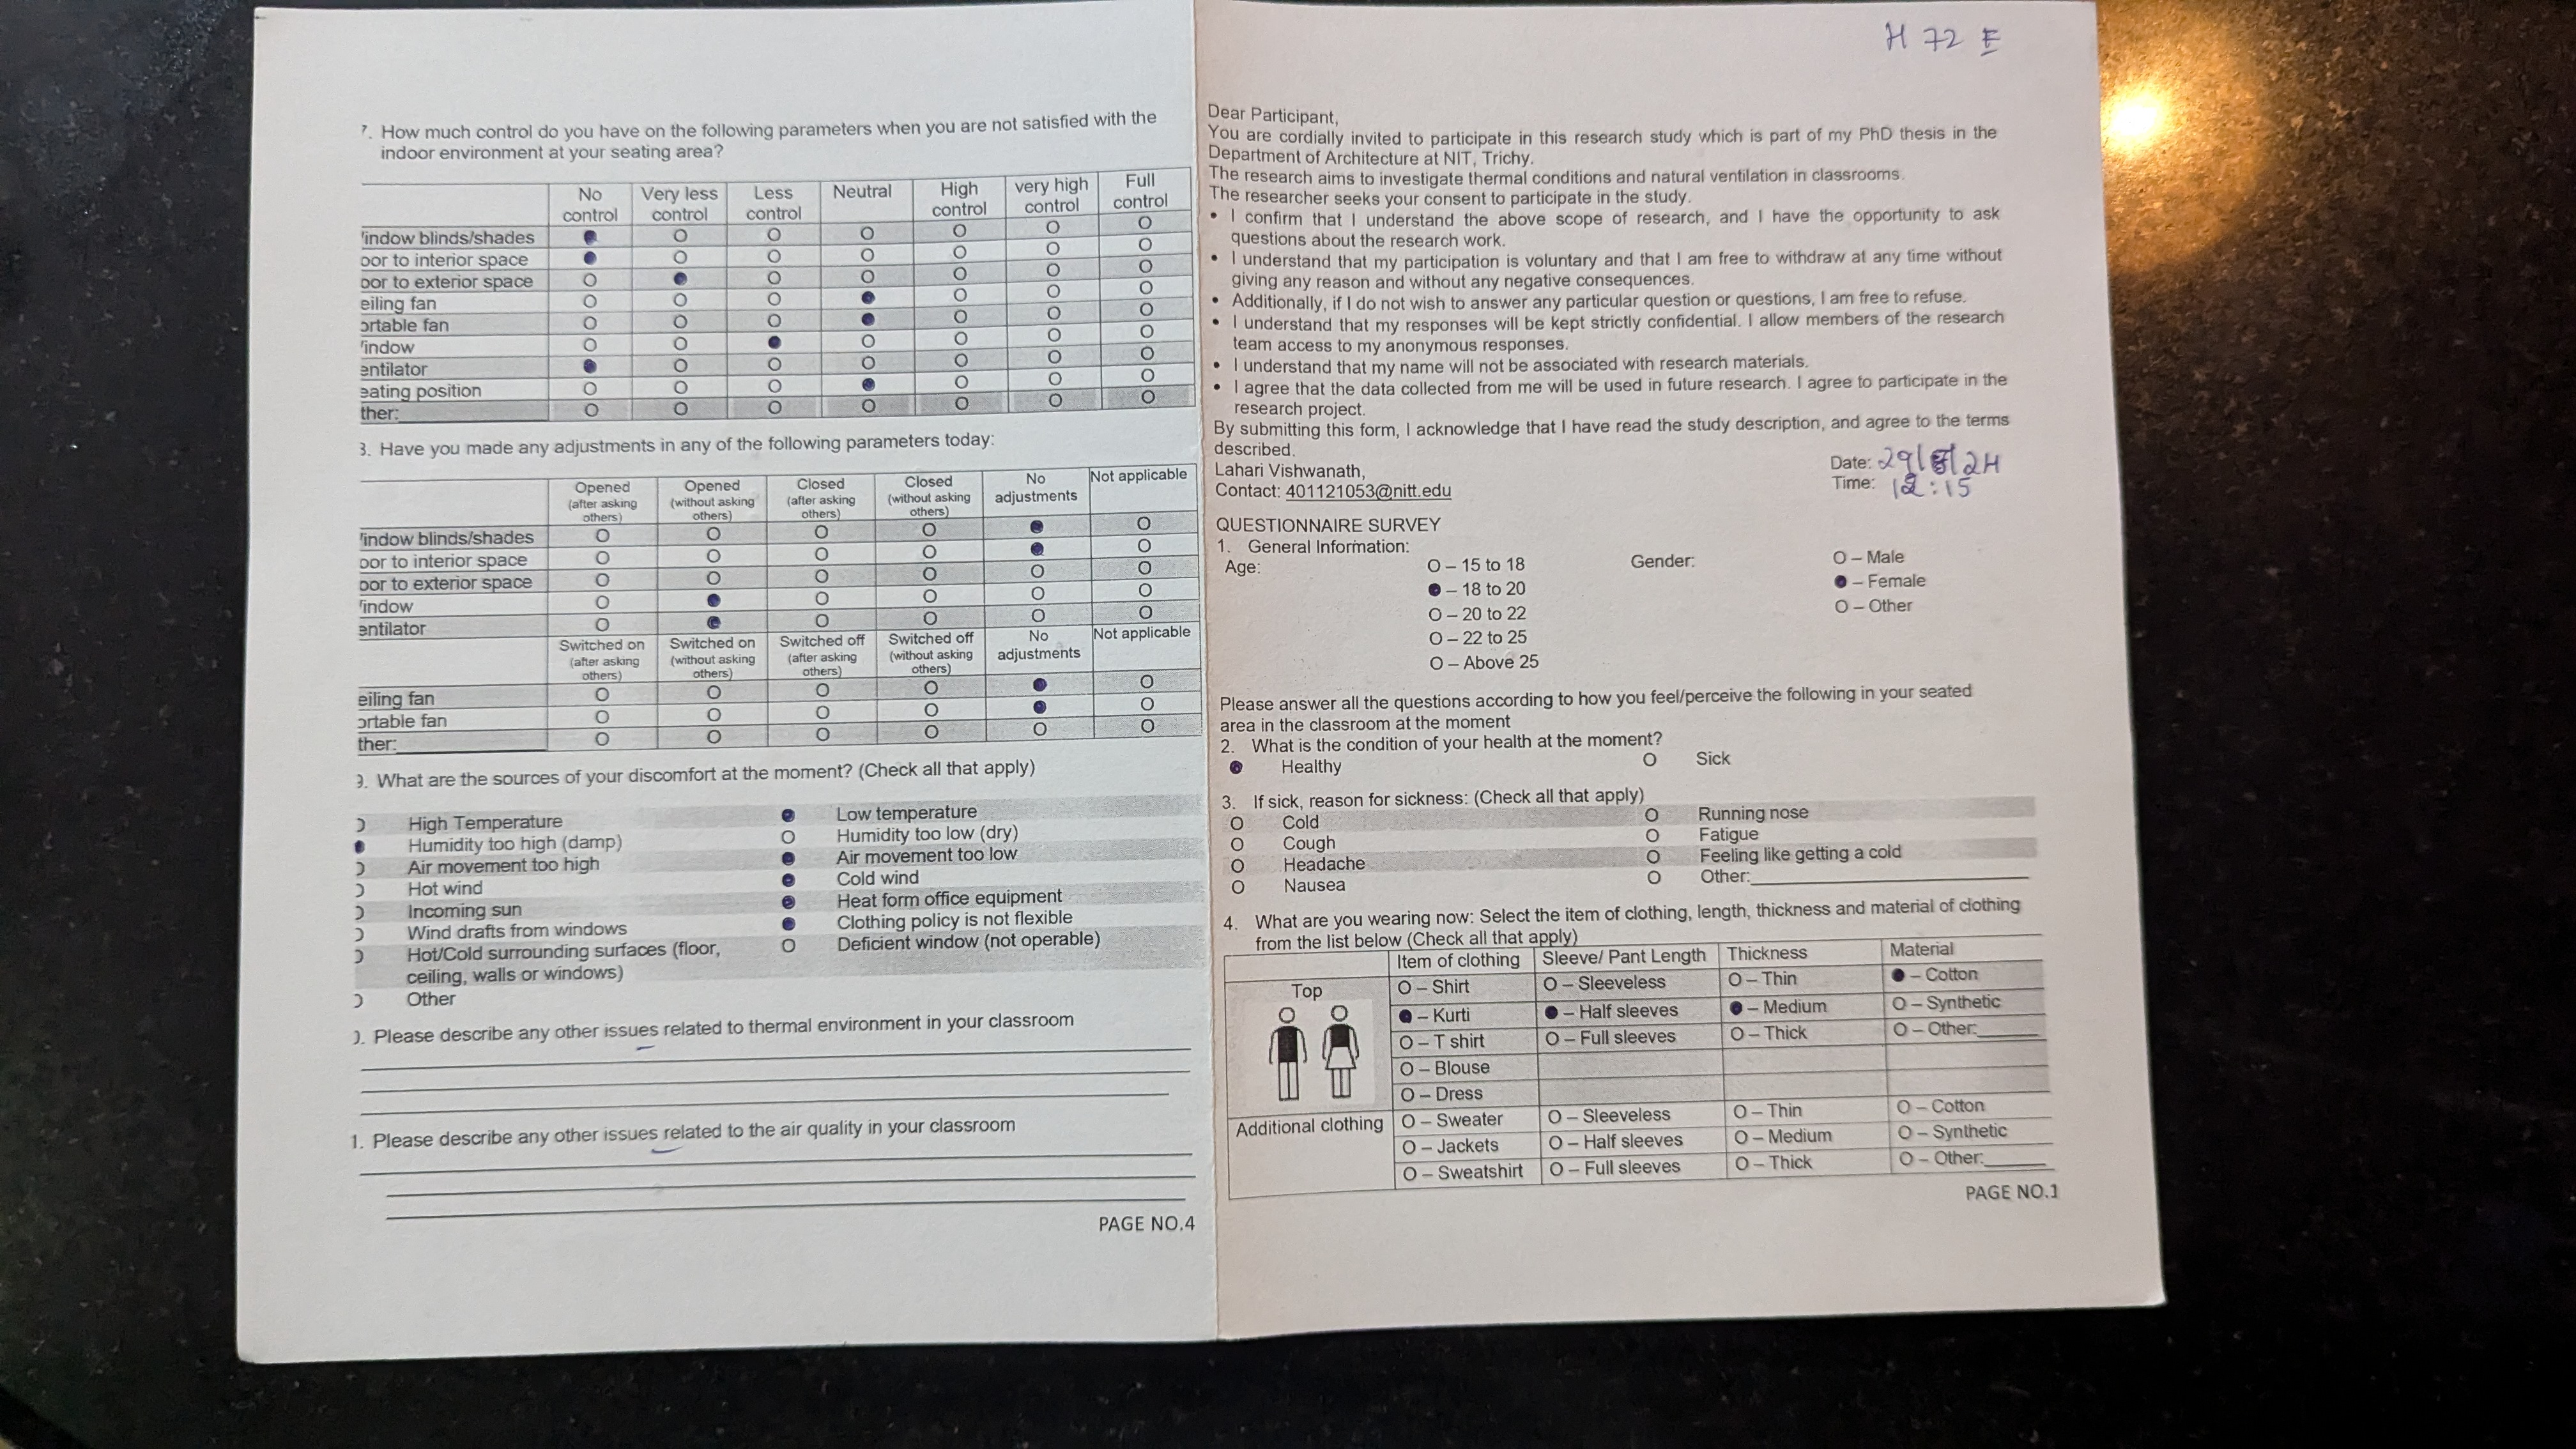 7. How much control do you have on the following parameters when you are not satisfied with the
indoor environment at your seating area?
No control Very less control Less control Neutral High control very high control Full control
indow blinds/shades ● O O O O O O
oor to interior space ● O O O O O O
oor to exterior space O ● O O O O O
eiling fan O O O ● O O O
ortable fan O O O ● O O O
indow O O ● O O O O
entilator ● O O O O O O
eating position O O O ● O O O
ther: O O O O O O O
8. Have you made any adjustments in any of the following parameters today:
Opened (after asking others) Opened (without asking others) Closed (after asking others) Closed (without asking others) No adjustments Not applicable
indow blinds/shades O O O O ● O
oor to interior space O O O O ● O
oor to exterior space O O O O O O
indow O ● O O O O
entilator O ● O O O O
Switched on (after asking others) Switched on (without asking others) Switched off (after asking others) Switched off (without asking others) No adjustments Not applicable
eiling fan O O O O ● O
ortable fan O O O O ● O
ther: O O O O O O
9. What are the sources of your discomfort at the moment? (Check all that apply)
O High Temperature ● Low temperature
● Humidity too high (damp) O Humidity too low (dry)
O Air movement too high ● Air movement too low
O Hot wind ● Cold wind
O Incoming sun ● Heat form office equipment
O Wind drafts from windows ● Clothing policy is not flexible
O Hot/Cold surrounding surfaces (floor, O Deficient window (not operable)
ceiling, walls or windows)
O Other
0. Please describe any other issues related to thermal environment in your classroom
1. Please describe any other issues related to the air quality in your classroom
PAGE NO.4
H 72 E
Dear Participant,
You are cordially invited to participate in this research study which is part of my PhD thesis in the
Department of Architecture at NIT, Trichy.
The research aims to investigate thermal conditions and natural ventilation in classrooms.
The researcher seeks your consent to participate in the study.
• I confirm that I understand the above scope of research, and I have the opportunity to ask
questions about the research work.
• I understand that my participation is voluntary and that I am free to withdraw at any time without
giving any reason and without any negative consequences.
• Additionally, if I do not wish to answer any particular question or questions, I am free to refuse.
• I understand that my responses will be kept strictly confidential. I allow members of the research
team access to my anonymous responses.
• I understand that my name will not be associated with research materials.
• I agree that the data collected from me will be used in future research. I agree to participate in the
research project.
By submitting this form, I acknowledge that I have read the study description, and agree to the terms
described.
Lahari Vishwanath,
Contact: 401121053@nitt.edu
Date:
Time: 12:15
QUESTIONNAIRE SURVEY
1. General Information:
Age: O – 15 to 18 Gender: O – Male
● – 18 to 20 ● – Female
O – 20 to 22 O – Other
O – 22 to 25
O – Above 25
Please answer all the questions according to how you feel/perceive the following in your seated
area in the classroom at the moment
2. What is the condition of your health at the moment?
● Healthy O Sick
3. If sick, reason for sickness: (Check all that apply)
O Cold O Running nose
O Cough O Fatigue
O Headache O Feeling like getting a cold
O Nausea O Other:
4. What are you wearing now: Select the item of clothing, length, thickness and material of clothing
from the list below (Check all that apply)
Item of clothing Sleeve/ Pant Length Thickness Material
Top O – Shirt O – Sleeveless O – Thin ● – Cotton
● – Kurti ● – Half sleeves ● – Medium O – Synthetic
O – T shirt O – Full sleeves O – Thick O – Other:
O – Blouse
O – Dress
Additional clothing O – Sweater O – Sleeveless O – Thin O – Cotton
O – Jackets O – Half sleeves O – Medium O – Synthetic
O – Sweatshirt O – Full sleeves O – Thick O – Other:
PAGE NO.1